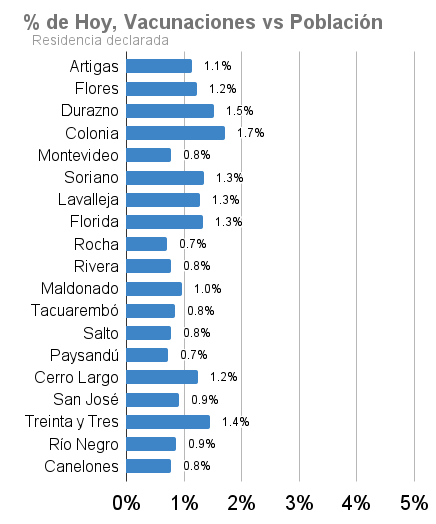 % de Hoy, Vacunaciones vs Población
Residencia declarada
Artigas 1.1%
Flores 1.2%
Durazno 1.5%
Colonia 1.7%
Montevideo 0.8%
Soriano 1.3%
Lavalleja 1.3%
Florida 1.3%
Rocha 0.7%
Rivera 0.8%
Maldonado 1.0%
Tacuarembó 0.8%
Salto 0.8%
Paysandú 0.7%
Cerro Largo 1.2%
San José 0.9%
Treinta y Tres 1.4%
Río Negro 0.9%
Canelones 0.8%
0% 1% 2% 3% 4% 5%